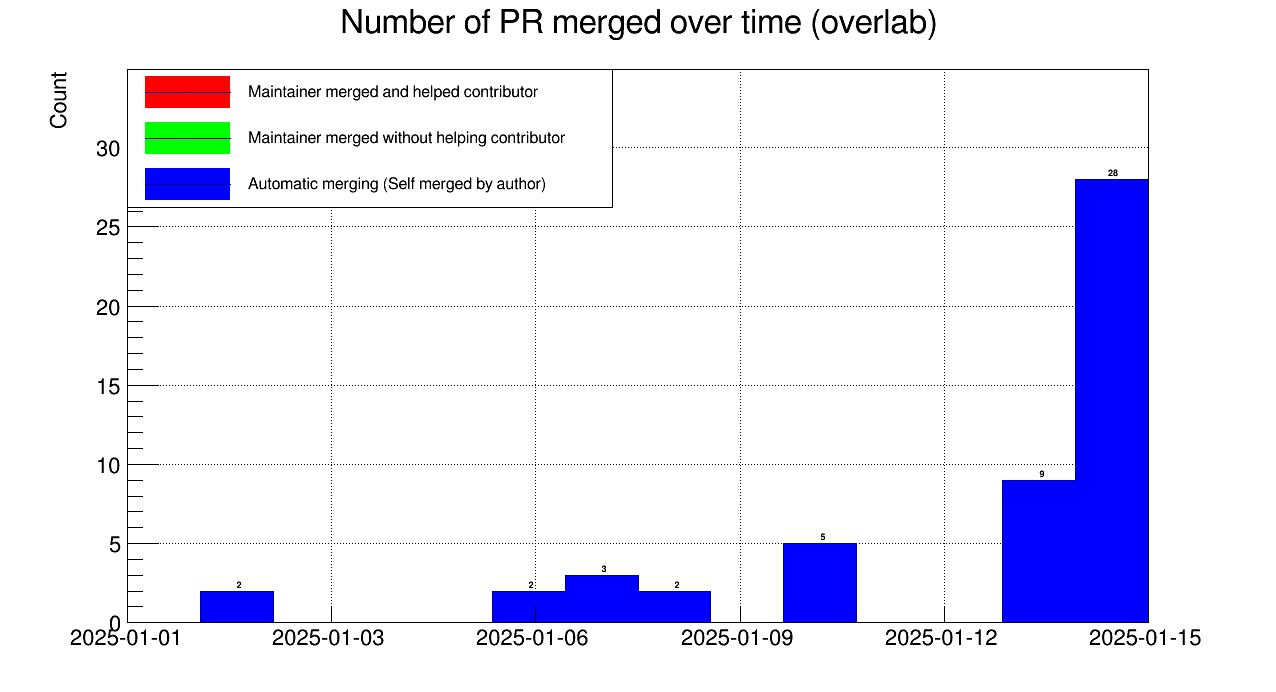 Number of PR merged over time (overlab)
Count
Maintainer merged and helped contributor
Maintainer merged without helping contributor
Automatic merging (Self merged by author)
30
25
20
15
10
5
0
2
2
3
2
5
9
28
2025-01-01 2025-01-03 2025-01-06 2025-01-09 2025-01-12 2025-01-15